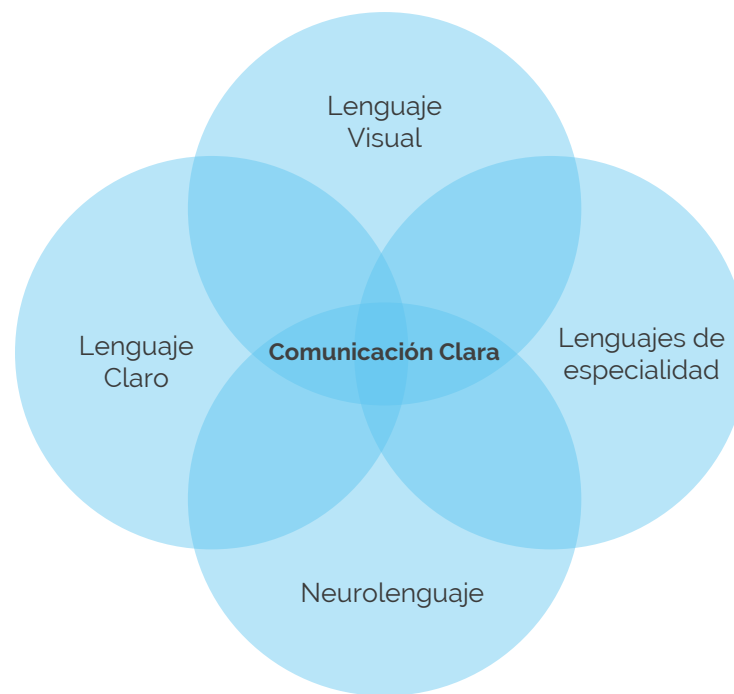 Lenguaje
Visual
Lenguaje
Claro
Comunicación Clara
Lenguajes de
especialidad
Neurolenguaje